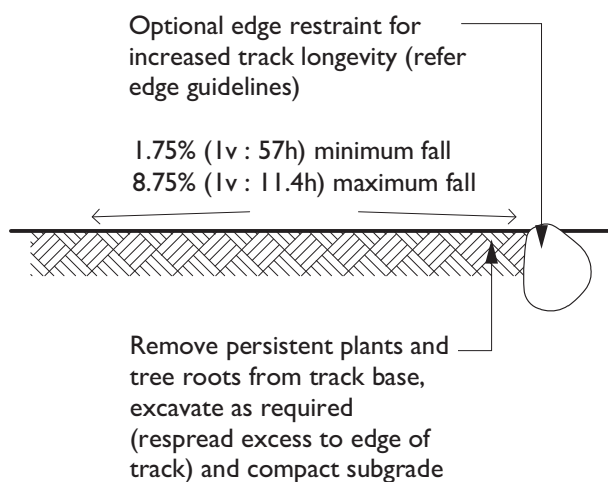 Optional edge restraint for
increased track longevity (refer
edge guidelines)
1.75% (1v : 57h) minimum fall
8.75% (1v : 11.4h) maximum fall
Remove persistent plants and
tree roots from track base,
excavate as required
(respread excess to edge of
track) and compact subgrade